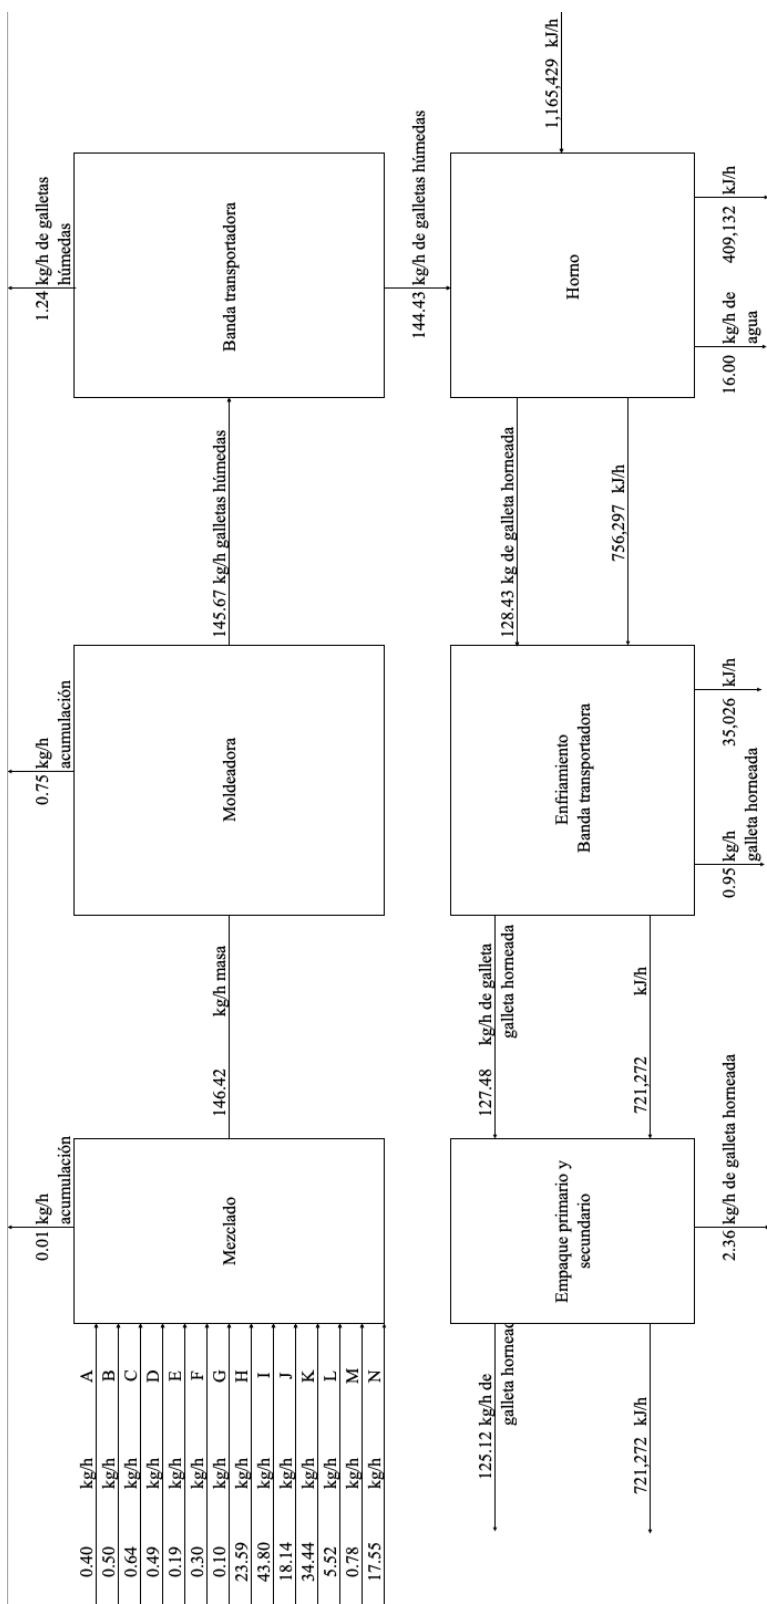 0.40 kg/h A
0.50 kg/h B
0.64 kg/h C
0.49 kg/h D
0.19 kg/h E
0.30 kg/h F
0.10 kg/h G
23.59 kg/h H
43.80 kg/h I
18.14 kg/h J
34.44 kg/h K
5.52 kg/h L
0.78 kg/h M
17.55 kg/h N
0.01 kg/h
acumulación
Mezclado
146.42 kg/h masa
0.75 kg/h
acumulación
Moldeadora
145.67 kg/h galletas húmedas
1.24 kg/h de galletas
húmedas
Banda transportadora
144.43 kg/h de galletas húmedas
1,165,429 kJ/h
Horno
16.00 kg/h de
agua
409,132 kJ/h
128.43 kg de galleta horneada
756,297 kJ/h
Enfriamiento
Banda transportadora
0.95 kg/h
galleta horneada
35,026 kJ/h
127.48 kg/h de galleta
galleta horneada
721,272 kJ/h
Empaque primario y
secundario
2.36 kg/h de galleta horneada
125.12 kg/h de
galleta hornead
721,272 kJ/h